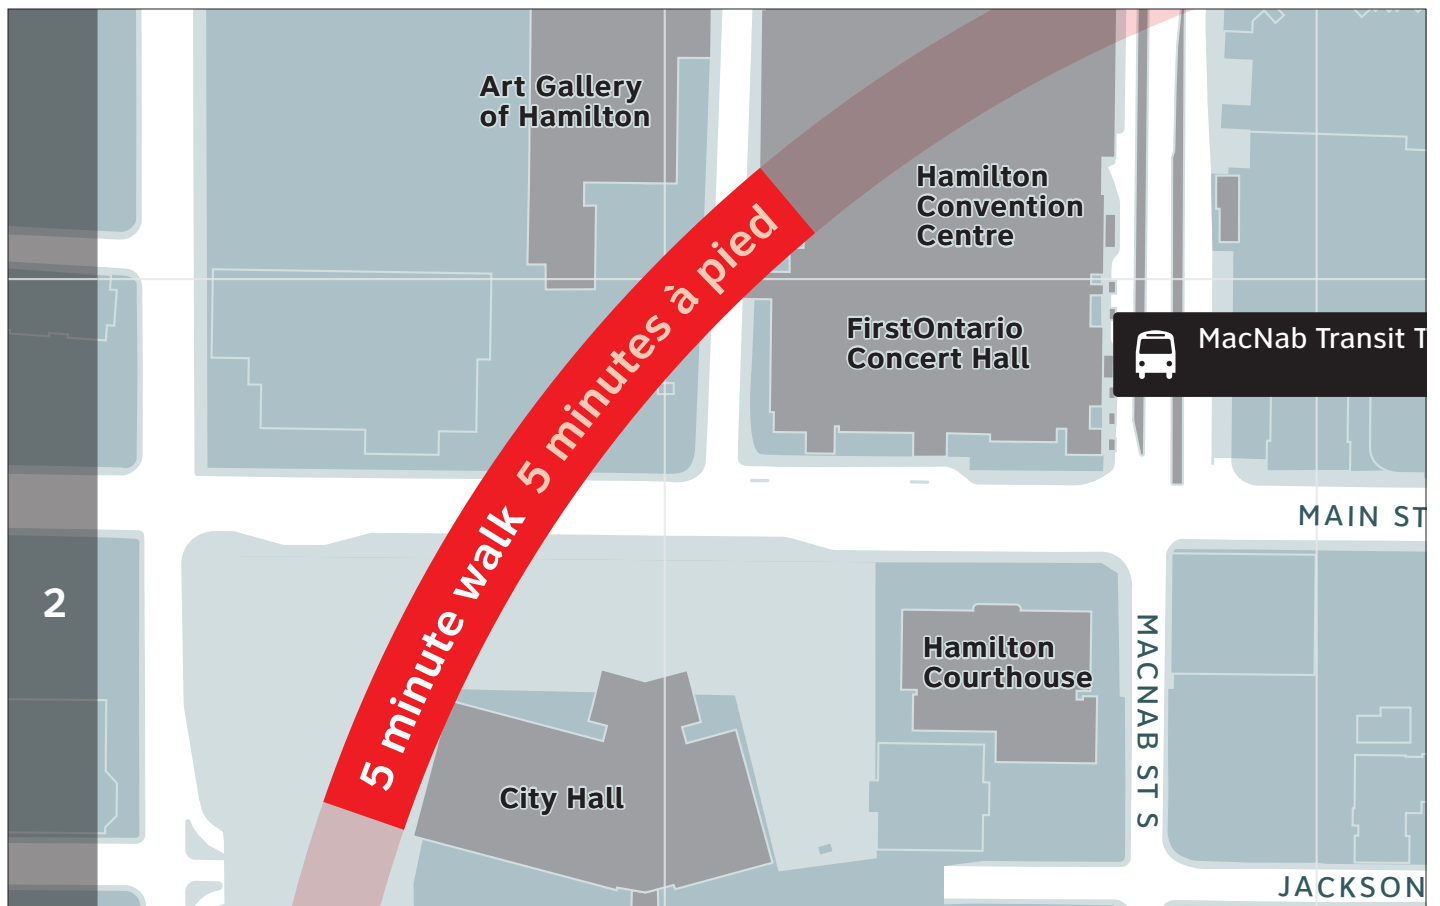 Art Gallery
of Hamilton
Hamilton
Convention
Centre
FirstOntario
Concert Hall
MacNab Transit T
5 minute walk 5 minutes à pied
MAIN ST
2
Hamilton
Courthouse
MACNAB ST S
City Hall
JACKSON